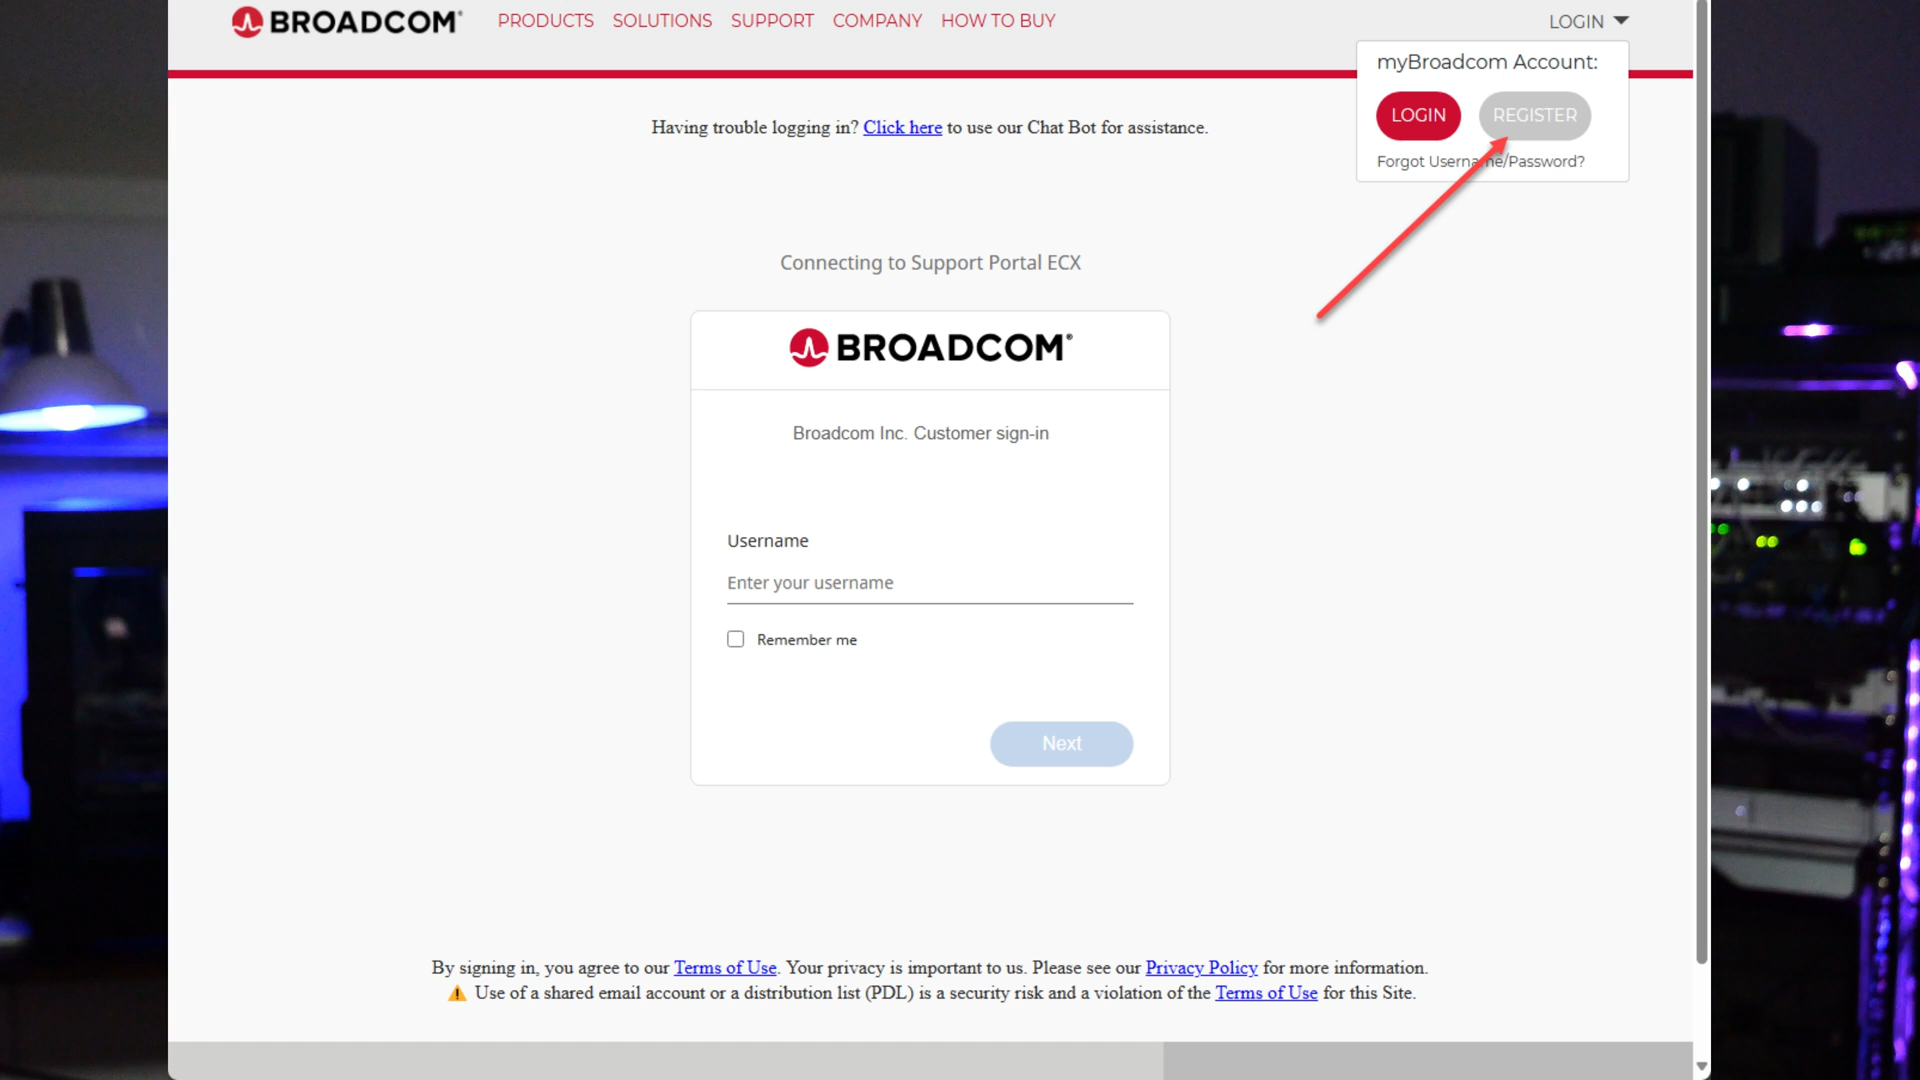 BROADCOM®
PRODUCTS SOLUTIONS SUPPORT COMPANY HOW TO BUY
LOGIN
myBroadcom Account:
LOGIN REGISTER
Forgot Username/Password?
Having trouble logging in? Click here to use our Chat Bot for assistance.
Connecting to Support Portal ECX
BROADCOM®
Broadcom Inc. Customer sign-in
Username
Enter your username
Remember me
Next
By signing in, you agree to our Terms of Use. Your privacy is important to us. Please see our Privacy Policy for more information.
Use of a shared email account or a distribution list (PDL) is a security risk and a violation of the Terms of Use for this Site.